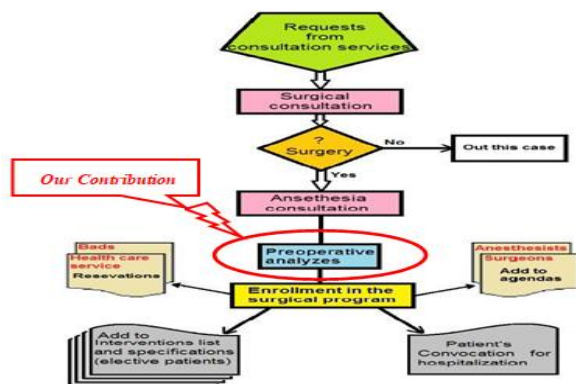 Requests
from
consultation services
Surgical
consultation
?
Surgery
No
Out this case
Yes
Our Contribution
Ansethesia
consultation
Preoperative
analyzes
Bads
Health care
service
Resevations
Anesthesists
Surgeons
Add to
agendas
Enrollment in the
surgical program
Add to
Interventions list
and specifications
(elective patients)
Patient's
Convocation for
hospitalization